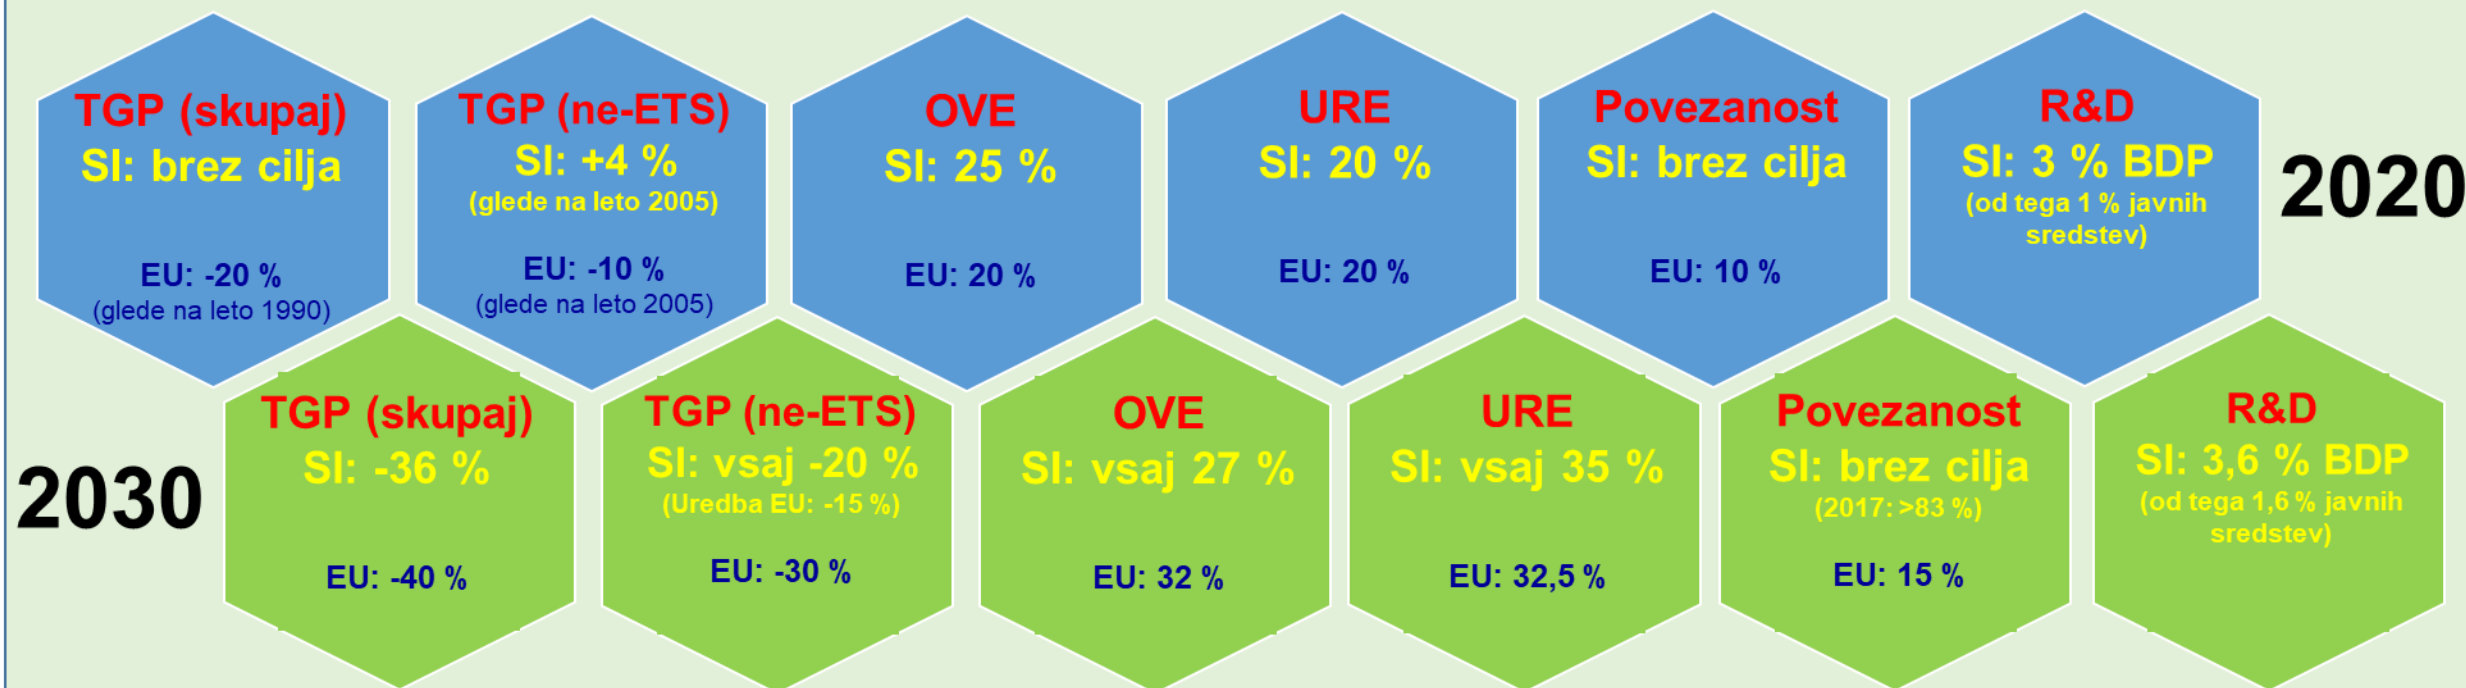 TGP (skupaj)
SI: brez cilja
EU: -20 %
(glede na leto 1990)
TGP (ne-ETS)
SI: +4 %
(glede na leto 2005)
EU: -10 %
(glede na leto 2005)
OVE
SI: 25 %
EU: 20 %
URE
SI: 20 %
EU: 20 %
Povezanost
SI: brez cilja
EU: 10 %
R&D
SI: 3 % BDP
(od tega 1 % javnih
sredstev)
2020
2030
TGP (skupaj)
SI: -36 %
EU: -40 %
TGP (ne-ETS)
SI: vsaj -20 %
(Uredba EU: -15 %)
EU: -30 %
OVE
SI: vsaj 27 %
EU: 32 %
URE
SI: vsaj 35 %
EU: 32,5 %
Povezanost
SI: brez cilja
(2017: >83 %)
EU: 15 %
R&D
SI: 3,6 % BDP
(od tega 1,6 % javnih
sredstev)